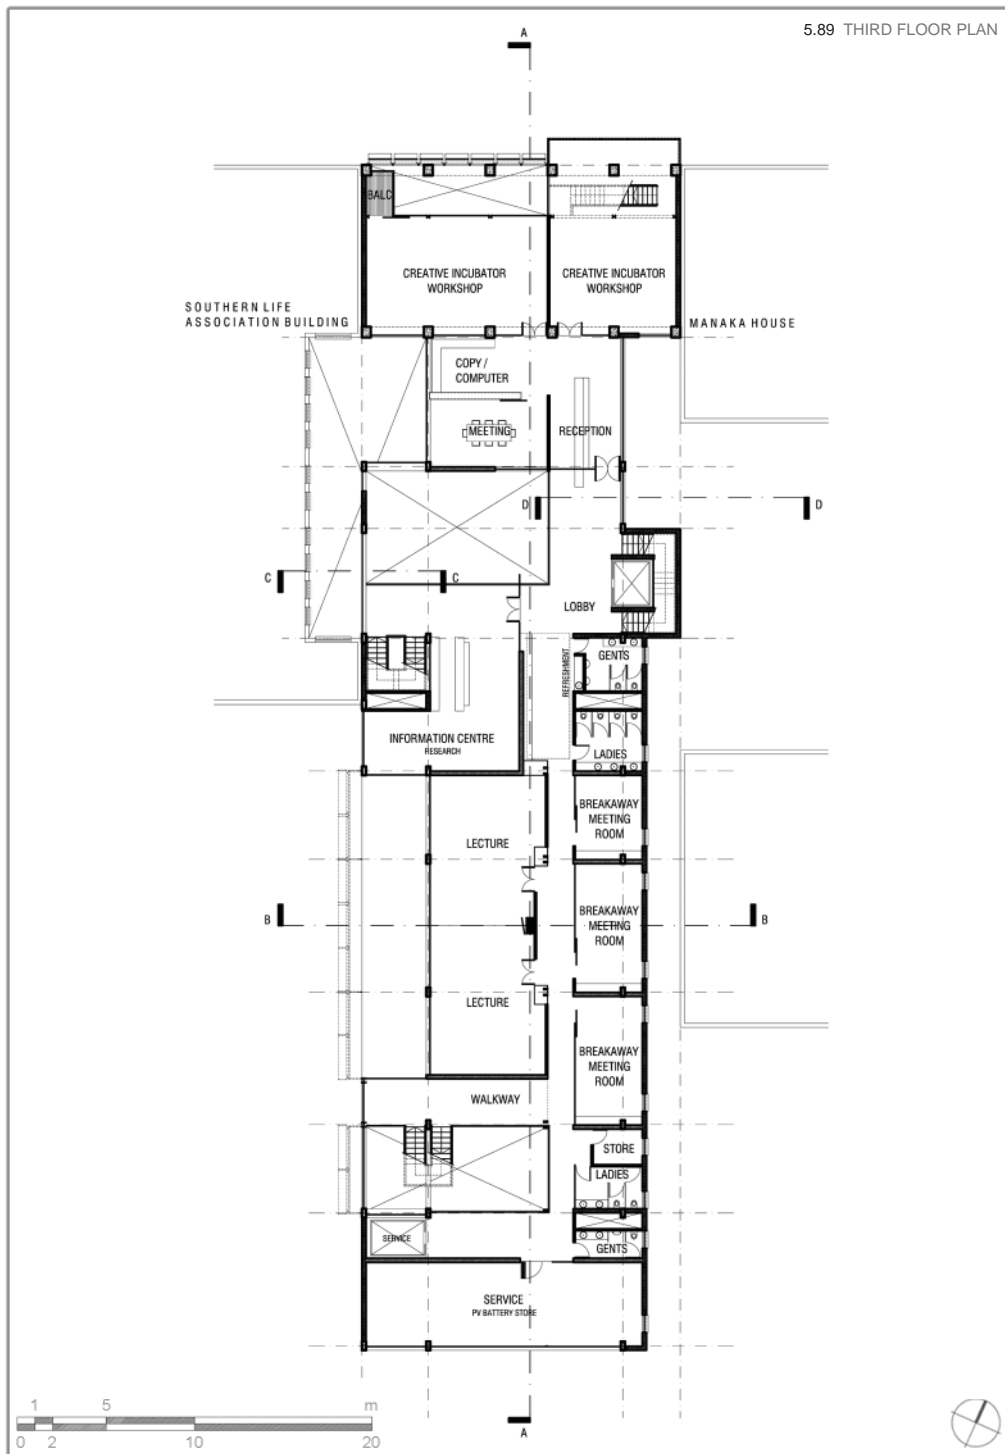 5.89 THIRD FLOOR PLAN
A
BALC
CREATIVE INCUBATOR
WORKSHOP
CREATIVE INCUBATOR
WORKSHOP
SOUTHERN LIFE
ASSOCIATION BUILDING
MANAKA HOUSE
COPY /
COMPUTER
MEETING
RECEPTION
D
D
C
C
LOBBY
GENTS
REFRESHMENT
INFORMATION CENTRE
RESEARCH
LADIES
BREAKAWAY
MEETING
ROOM
LECTURE
B
BREAKAWAY
MEETING
ROOM
B
LECTURE
BREAKAWAY
MEETING
ROOM
WALKWAY
STORE
LADIES
SERVICE
GENTS
SERVICE
PV BATTERY STORE
1 5 m
0 2 10 20
A